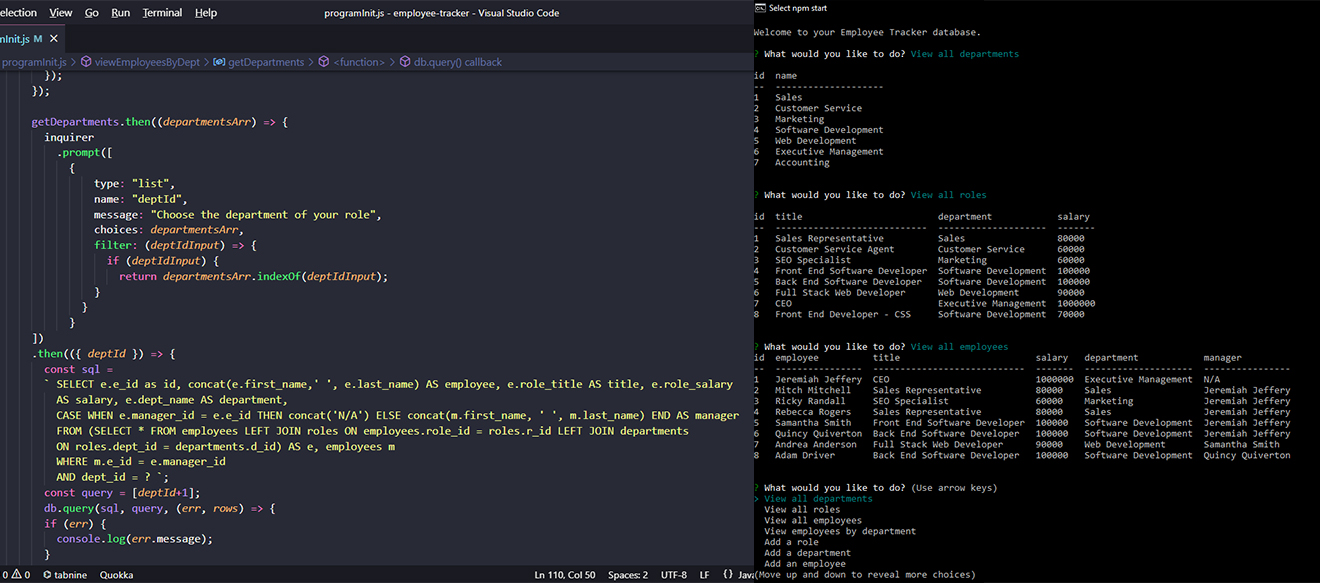 election View Go Run Terminal Help programInit.js - employee-tracker - Visual Studio Code
mInit.js M ×
programInit.js > viewEmployeesByDept > getDepartments > <function> > db.query() callback
});
});
getDepartments.then((departmentsArr) => {
inquirer
.prompt([
{
type: "list",
name: "deptId",
message: "Choose the department of your role",
choices: departmentsArr,
filter: (deptIdInput) => {
if (deptIdInput) {
return departmentsArr.indexOf(deptIdInput);
}
}
}
])
.then(({ deptId }) => {
const sql =
` SELECT e.e_id as id, concat(e.first_name,' ', e.last_name) AS employee, e.role_title AS title, e.role_salary
AS salary, e.dept_name AS department,
CASE WHEN e.manager_id = e.e_id THEN concat('N/A') ELSE concat(m.first_name, ' ', m.last_name) END AS manager
FROM (SELECT * FROM employees LEFT JOIN roles ON employees.role_id = roles.r_id LEFT JOIN departments
ON roles.dept_id = departments.d_id) AS e, employees m
WHERE m.e_id = e.manager_id
AND dept_id = ? `;
const query = [deptId+1];
db.query(sql, query, (err, rows) => {
if (err) {
console.log(err.message);
}
0 0 tabnine Quokka Ln 110, Col 50 Spaces: 2 UTF-8 LF {} Java
Select npm start
Welcome to your Employee Tracker database.
? What would you like to do? View all departments
id name
-- --------------------
1 Sales
2 Customer Service
3 Marketing
4 Software Development
5 Web Development
6 Executive Management
7 Accounting
? What would you like to do? View all roles
id title department salary
-- ---------------------------- -------------------- -------
1 Sales Representative Sales 80000
2 Customer Service Agent Customer Service 60000
3 SEO Specialist Marketing 60000
4 Front End Software Developer Software Development 100000
5 Back End Software Developer Software Development 100000
6 Full Stack Web Developer Web Development 90000
7 CEO Executive Management 1000000
8 Front End Developer - CSS Software Development 70000
? What would you like to do? View all employees
id employee title salary department manager
-- ---------------- ---------------------------- ------- -------------------- ----------------
1 Jeremiah Jeffery CEO 1000000 Executive Management N/A
2 Mitch Mitchell Sales Representative 80000 Sales Jeremiah Jeffery
3 Ricky Randall SEO Specialist 60000 Marketing Jeremiah Jeffery
4 Rebecca Rogers Sales Representative 80000 Sales Jeremiah Jeffery
5 Samantha Smith Front End Software Developer 100000 Software Development Jeremiah Jeffery
6 Quincy Quiverton Back End Software Developer 100000 Software Development Jeremiah Jeffery
7 Andrea Anderson Full Stack Web Developer 90000 Web Development Samantha Smith
8 Adam Driver Back End Software Developer 100000 Software Development Quincy Quiverton
? What would you like to do? (Use arrow keys)
> View all departments
View all roles
View all employees
View employees by department
Add a role
Add a department
Add an employee
(Move up and down to reveal more choices)